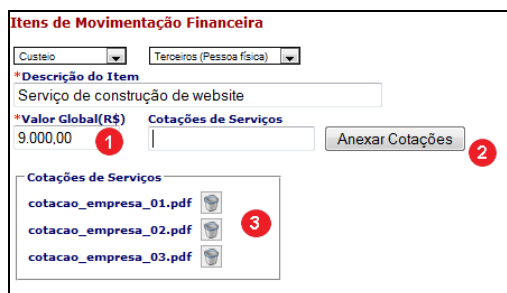 Itens de Movimentação Financeira
Custeio Terceiros (Pessoa física)
*Descrição do Item
Serviço de construção de website
*Valor Global(R$) Cotações de Serviços
9.000,00 1 Anexar Cotações 2
Cotações de Serviços
cotacao_empresa_01.pdf
cotacao_empresa_02.pdf 3
cotacao_empresa_03.pdf